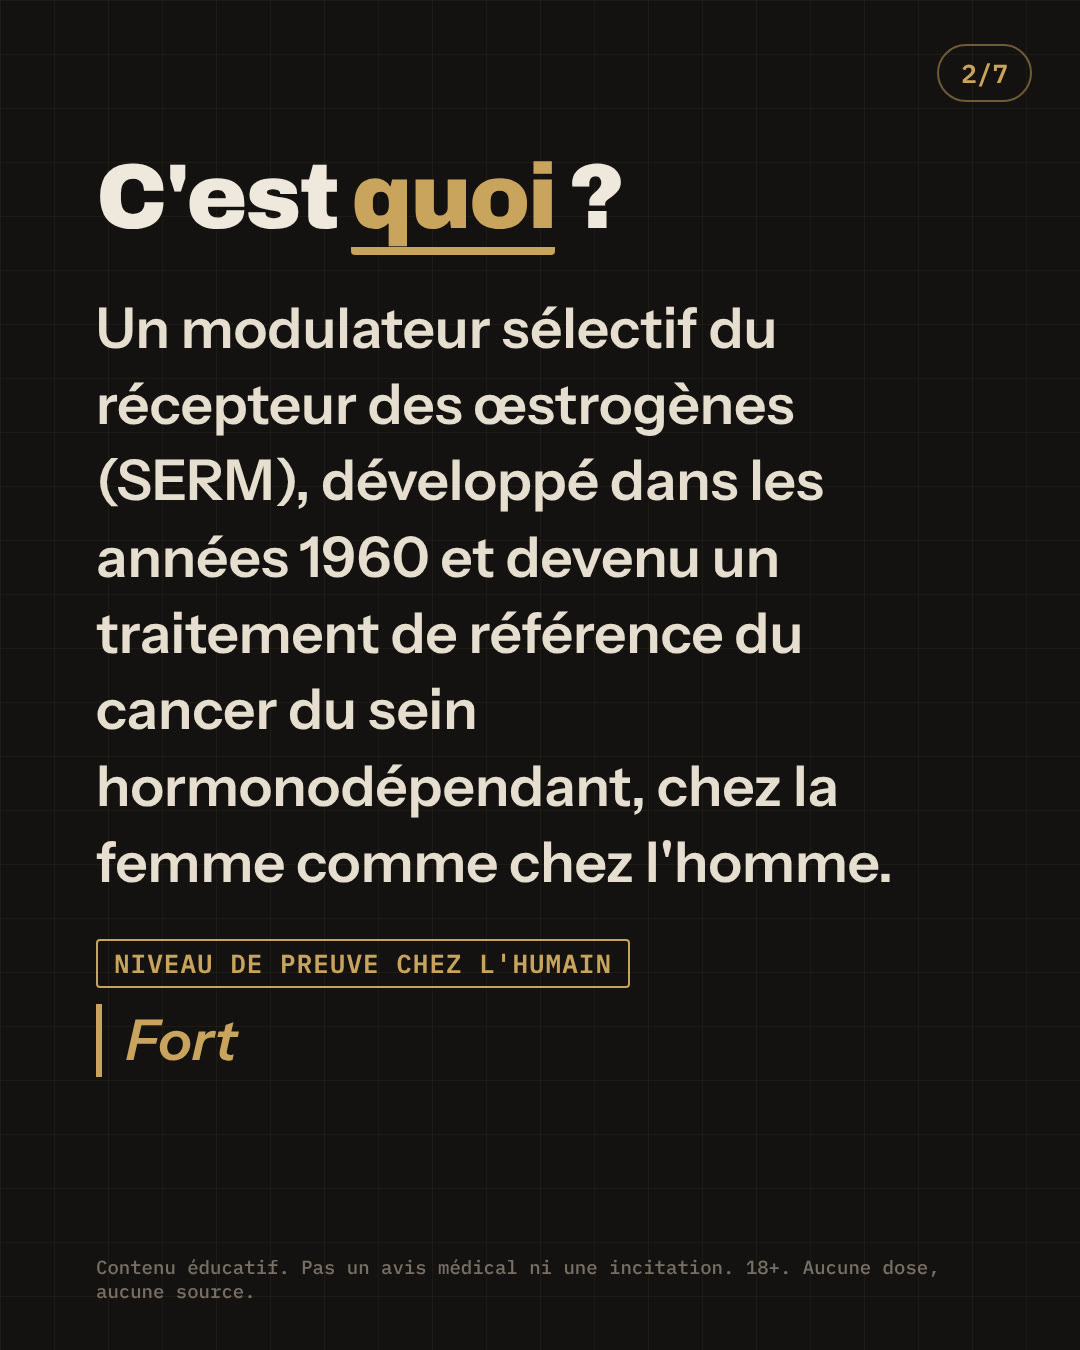 2/7
C'est quoi ?
Un modulateur sélectif du
récepteur des œstrogènes
(SERM), développé dans les
années 1960 et devenu un
traitement de référence du
cancer du sein
hormonodépendant, chez la
femme comme chez l'homme.
NIVEAU DE PREUVE CHEZ L'HUMAIN
Fort
Contenu éducatif. Pas un avis médical ni une incitation. 18+. Aucune dose,
aucune source.